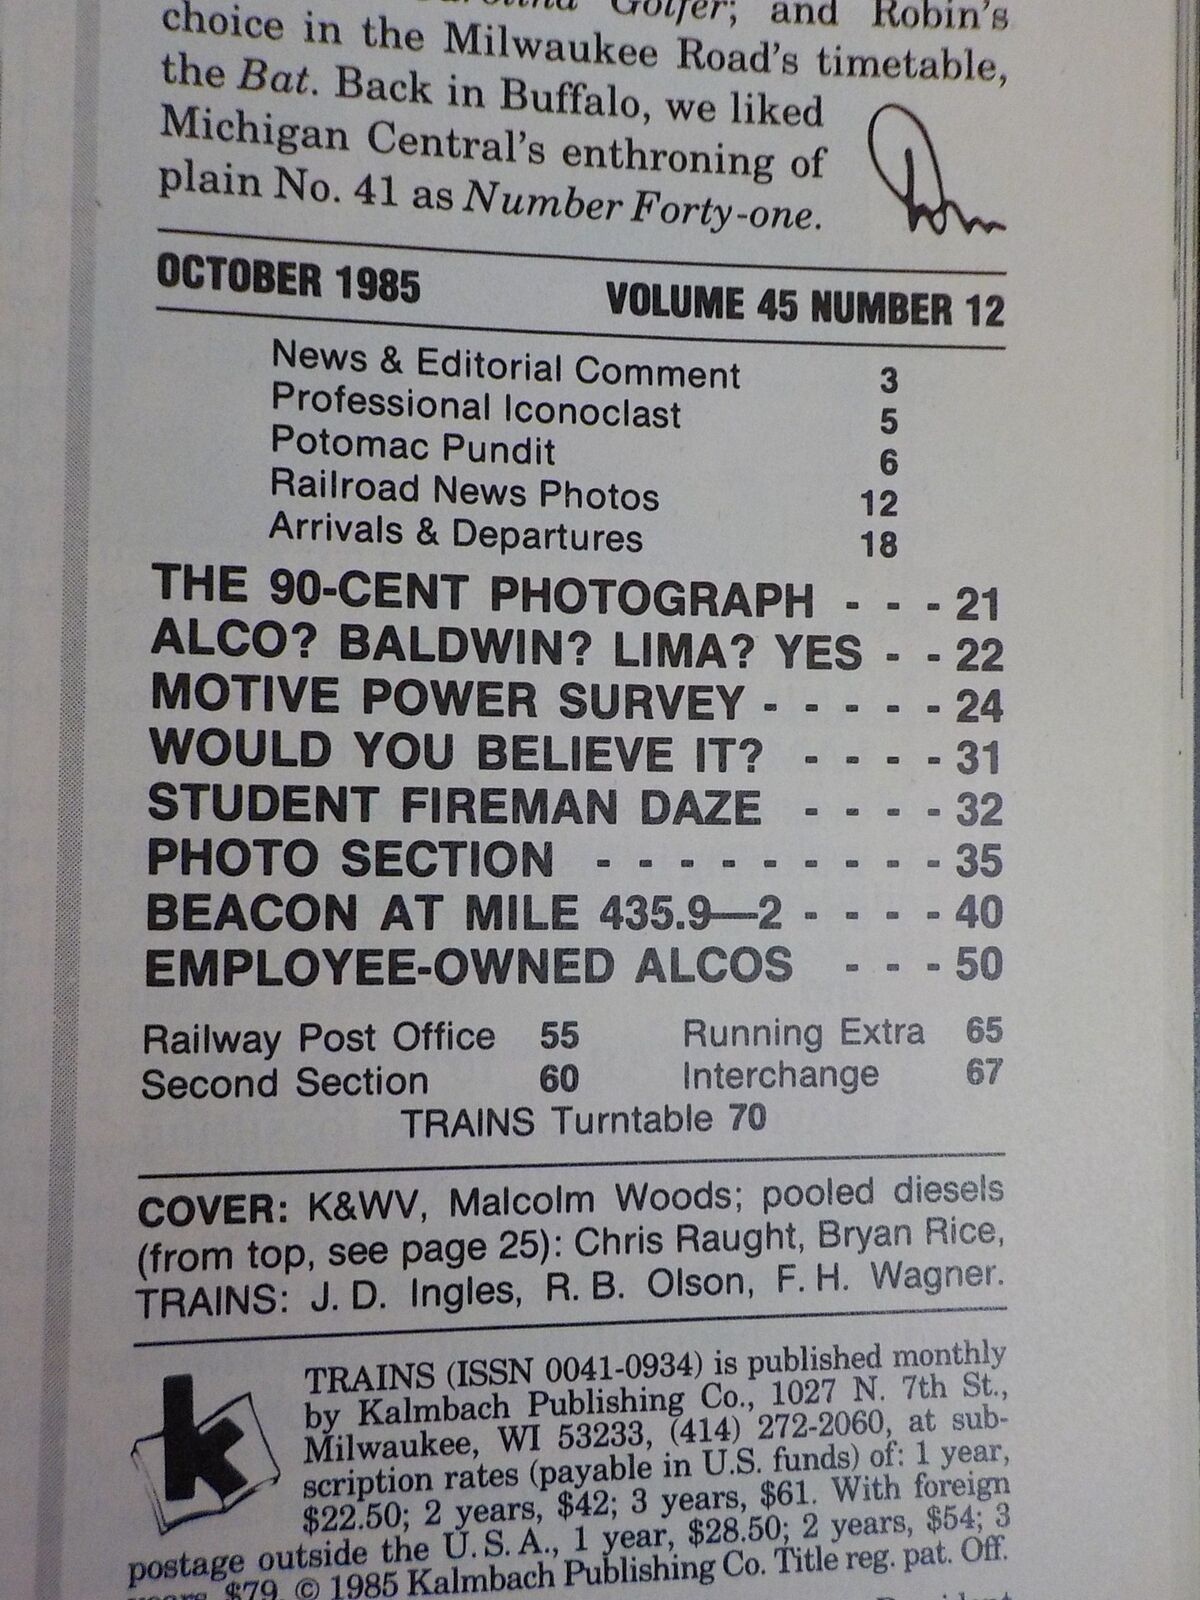 Carolina Golfer; and Robin's
choice in the Milwaukee Road's timetable,
the Bat. Back in Buffalo, we liked
Michigan Central's enthroning of
plain No. 41 as Number Forty-one.
OCTOBER 1985 VOLUME 45 NUMBER 12
News & Editorial Comment 3
Professional Iconoclast 5
Potomac Pundit 6
Railroad News Photos 12
Arrivals & Departures 18
THE 90-CENT PHOTOGRAPH - - - 21
ALCO? BALDWIN? LIMA? YES - - 22
MOTIVE POWER SURVEY - - - - - 24
WOULD YOU BELIEVE IT? - - - - 31
STUDENT FIREMAN DAZE - - - - 32
PHOTO SECTION - - - - - - - - - 35
BEACON AT MILE 435.9—2 - - - - 40
EMPLOYEE-OWNED ALCOS - - - 50
Railway Post Office 55 Running Extra 65
Second Section 60 Interchange 67
TRAINS Turntable 70
COVER: K&WV, Malcolm Woods; pooled diesels
(from top, see page 25): Chris Raught, Bryan Rice,
TRAINS: J. D. Ingles, R. B. Olson, F. H. Wagner.
k
TRAINS (ISSN 0041-0934) is published monthly
by Kalmbach Publishing Co., 1027 N. 7th St.,
Milwaukee, WI 53233, (414) 272-2060, at sub-
scription rates (payable in U.S. funds) of: 1 year,
$22.50; 2 years, $42; 3 years, $61. With foreign
postage outside the U.S.A., 1 year, $28.50; 2 years, $54; 3
years, $79. © 1985 Kalmbach Publishing Co. Title reg. pat. Off.